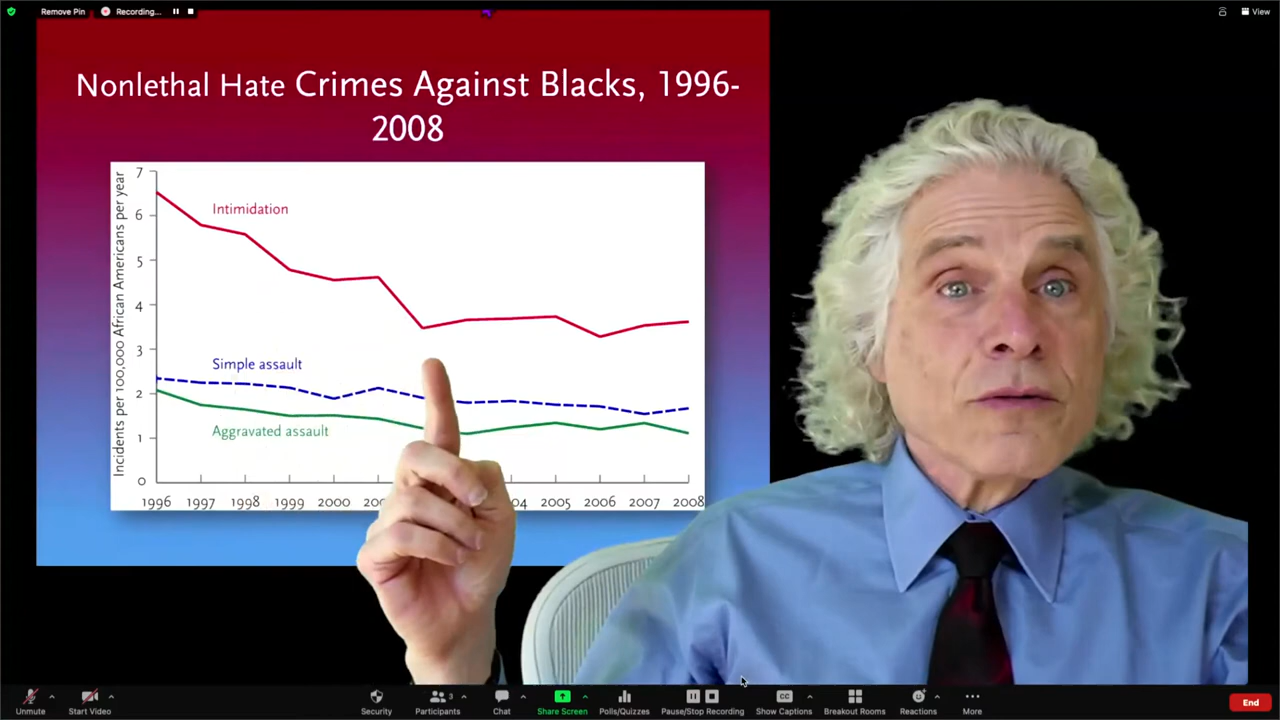 Remove Pin
Recording...
View
Nonlethal Hate Crimes Against Blacks, 1996-
2008
Incidents per 100,000 African Americans per year
7
6
5
4
3
2
1
0
Intimidation
Simple assault
Aggravated assault
1996 1997 1998 1999 2000 2005 2006 2007 2008
Unmute
Start Video
Security
3
Participants
Chat
Share Screen
Polls/Quizzes
Pause/Stop Recording
CC
Show Captions
Breakout Rooms
Reactions
More
End